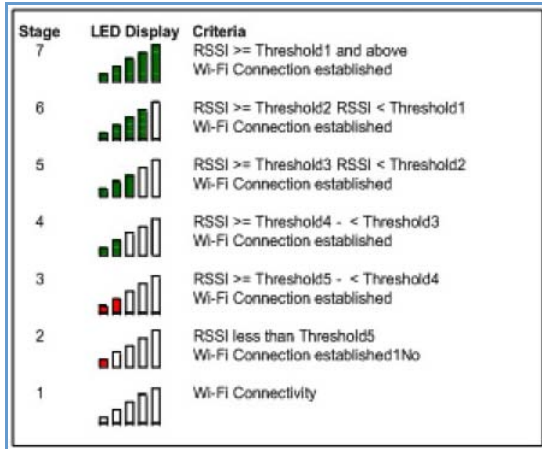 Stage LED Display Criteria
7 RSSI >= Threshold1 and above
Wi-Fi Connection established
6 RSSI >= Threshold2 RSSI < Threshold1
Wi-Fi Connection established
5 RSSI >= Threshold3 RSSI < Threshold2
Wi-Fi Connection established
4 RSSI >= Threshold4 - < Threshold3
Wi-Fi Connection established
3 RSSI >= Threshold5 - < Threshold4
Wi-Fi Connection established
2 RSSI less than Threshold5
Wi-Fi Connection established1No
1 Wi-Fi Connectivity